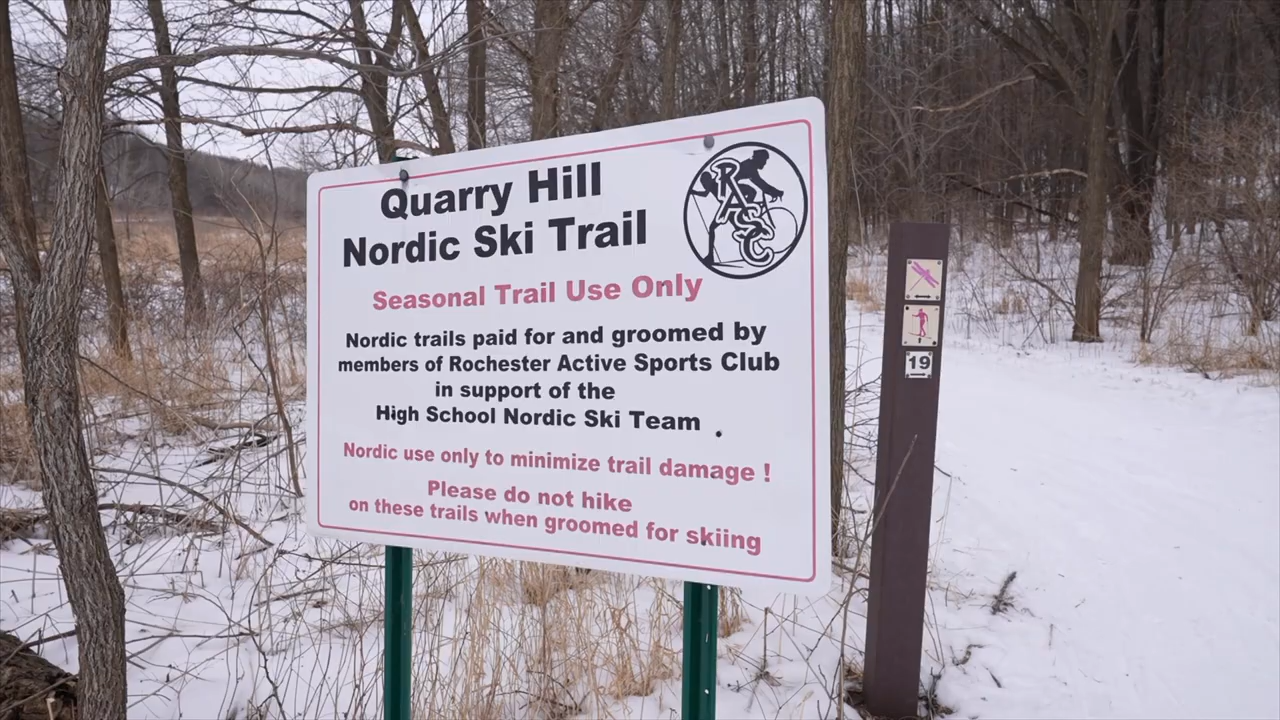 Quarry Hill
Nordic Ski Trail
RASC
Seasonal Trail Use Only
Nordic trails paid for and groomed by
members of Rochester Active Sports Club
in support of the
High School Nordic Ski Team
Nordic use only to minimize trail damage !
Please do not hike
on these trails when groomed for skiing
19